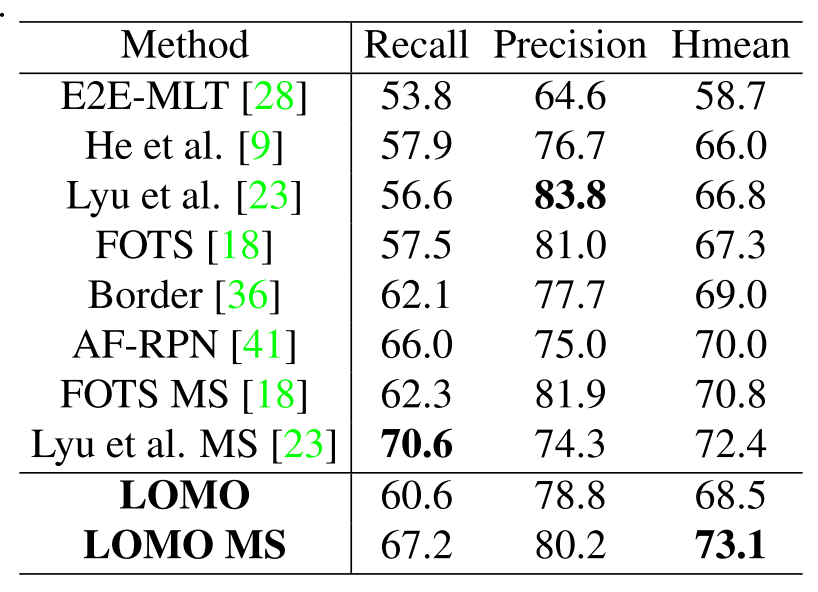 .
Method Recall Precision Hmean
E2E-MLT [28] 53.8 64.6 58.7
He et al. [9] 57.9 76.7 66.0
Lyu et al. [23] 56.6 83.8 66.8
FOTS [18] 57.5 81.0 67.3
Border [36] 62.1 77.7 69.0
AF-RPN [41] 66.0 75.0 70.0
FOTS MS [18] 62.3 81.9 70.8
Lyu et al. MS [23] 70.6 74.3 72.4
LOMO 60.6 78.8 68.5
LOMO MS 67.2 80.2 73.1